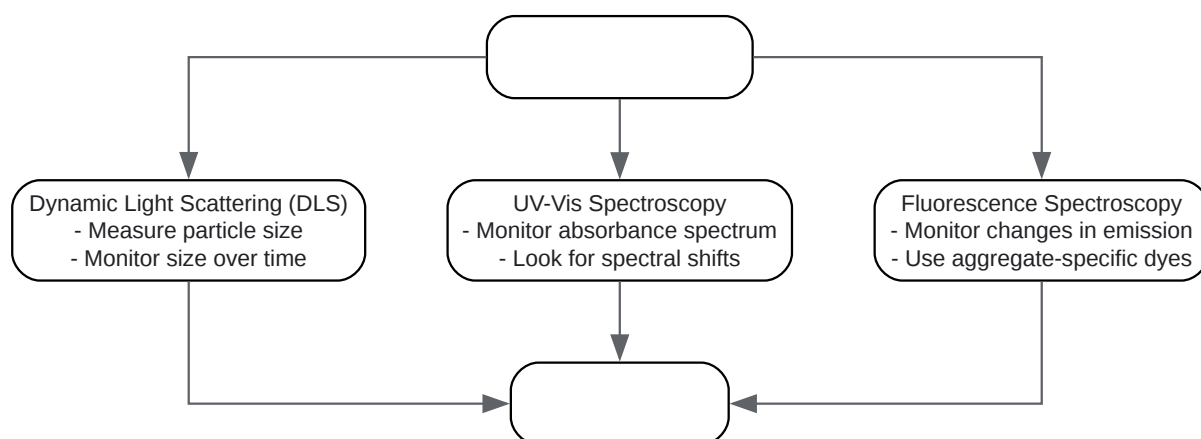 Dynamic Light Scattering (DLS)
- Measure particle size
- Monitor size over time
UV-Vis Spectroscopy
- Monitor absorbance spectrum
- Look for spectral shifts
Fluorescence Spectroscopy
- Monitor changes in emission
- Use aggregate-specific dyes